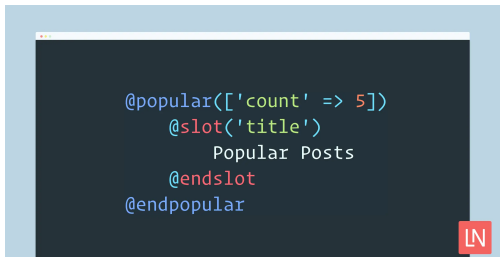 @popular(['count' => 5])
    @slot('title')
        Popular Posts
    @endslot
@endpopular
LN